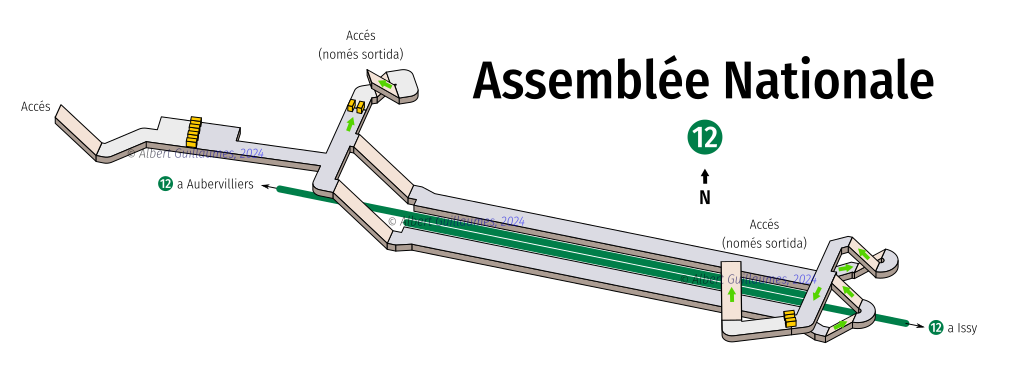 Accés
(només sortida)
Assemblée Nationale
Accés
12
© Albert Guillaumes, 2024
12 a Aubervilliers
N
© Albert Guillaumes, 2024
Accés
(només sortida)
© Albert Guillaumes, 2024
12 a Issy